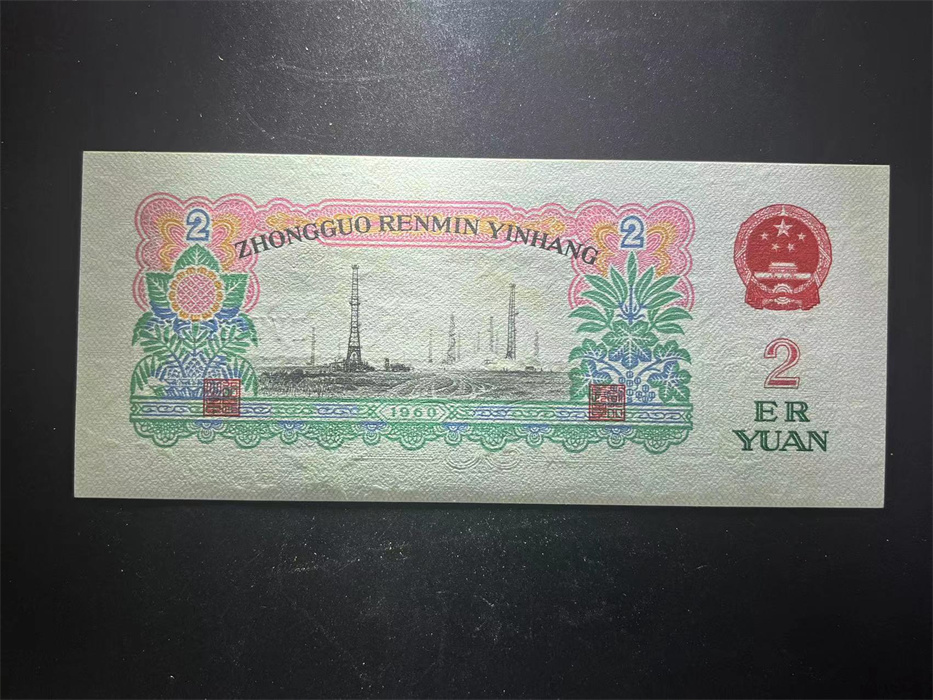 2
2
ZHONGGUO RENMIN YINHANG
1960
2
ER
YUAN